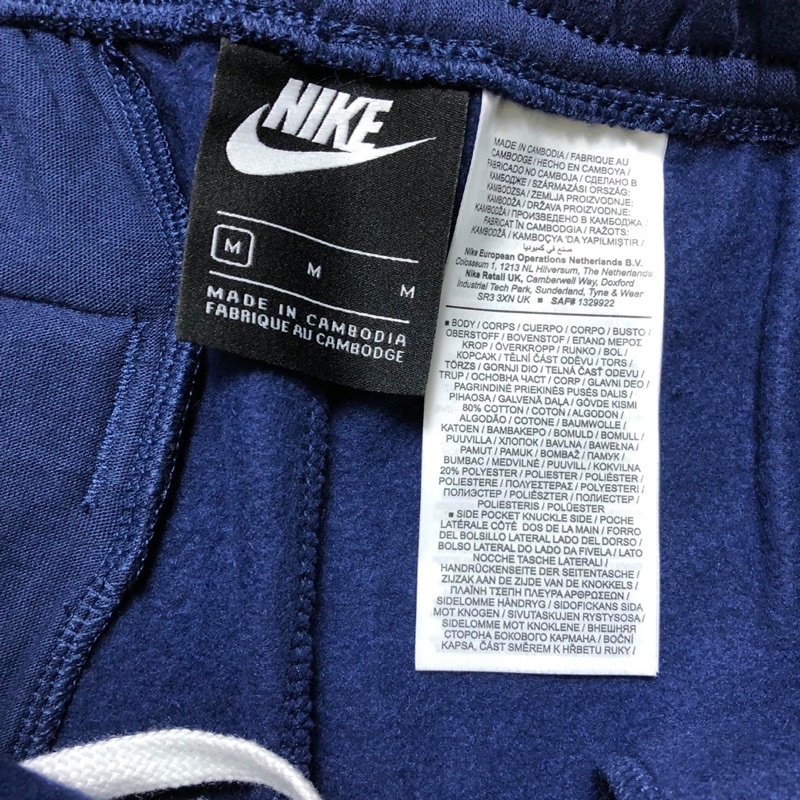 NIKE
M
M
M
MADE IN CAMBODIA
FABRIQUE AU CAMBODGE
MADE IN CAMBODIA / FABRIQUE AU
CAMBODGE / HECHO EN CAMBOYA /
FABRICADO NO CAMBOJA / СДЕЛАНО В
КАМБОДЖЕ / SZÁRMAZÁSI ORSZÁG:
KAMBODZSA / ZEMLJA PROIZVODNJE:
KAMBODŽA / DRŽAVA PROIZVODNJE:
KAMBODŽA / ПРОИЗВЕДЕНО В КАМБОДЖА /
FABRICAT ÎN CAMBODGIA / RAŽOTS:
KAMBODŽĀ / KAMBOÇYA 'DA YAPILMIŞTIR /
صنع في كمبوديا
Nike European Operations Netherlands B.V.
Colosseum 1, 1213 NL Hilversum, The Netherlands
Nike Retail UK, Camberwell Way, Doxford
Industrial Tech Park, Sunderland, Tyne & Wear
SR3 3XN UK ■ SAF# 1329922
■ BODY / CORPS / CUERPO / CORPO / BUSTO /
OBERSTOFF / BOVENSTOF / ΕΠΑΝΩ ΜΕΡΟΣ
KROP / ÖVERKROPP / RUNKO / BOL /
KOPCAЖ / TĚLNÍ ČÁST ODĚVU / TORS /
TÓRZS / GORNJI DIO / TELNÁ ČASŤ ODEVU /
TRUP / ОСНОВНА ЧАСТ / CORP / GLAVNI DEO /
PAGRINDINĖ PRIEKINĖS PUSĖS DALIS /
PIHAOSA / GALVENĀ DAĻA / GÖVDE KISMI
80% COTTON / COTON / ALGODON /
ALGODÃO / COTONE / BAUMWOLLE /
KATOEN / ΒΑΜΒΑΚΕΡΟ / BOMULD / BOMULL /
PUUVILLA / ХЛОПОК / BAVLNA / BAWEŁNA /
PAMUT / PAMUK / BOMBAŽ / ПАМУК /
BUMBAC / MEDVILNĖ / PUUVILL / KOKVILNA
20% POLYESTER / POLIESTER / POLIÉSTER /
POLIESTERE / ΠΟΛΥΕΣΤΕΡΑΣ / POLYESTERI /
ПОЛИЭСТЕР / POLIÉSZTER / ПОЛИЕСТЕР /
POLIESTERIS / POLÜESTER
■ SIDE POCKET KNUCKLE SIDE / POCHE
LATÉRALE CÔTÉ DOS DE LA MAIN / FORRO
DEL BOLSILLO LATERAL LADO DEL DORSO /
BOLSO LATERAL DO LADO DA FIVELA / LATO
NOCCHE TASCHE LATERALI /
HANDRÜCKENSEITE DER SEITENTASCHE /
ZIJZAK AAN DE ZIJDE VAN DE KNOKKELS /
ΠΛΑΪΝΗ ΤΣΕΠΗ ΠΛΕΥΡΑ ΑΡΘΡΩΣΕΩΝ /
SIDELOMME HÅNDRYG / SIDOFICKANS SIDA
MOT KNOGEN / SIVUTASKUN RYSTYSOSA /
SIDELOMME MOT KNOKLENE / ВНЕШНЯЯ
СТОРОНА БОКОВОГО КАРМАНА / BOČNÍ
KAPSA, ČÁST SMĚREM K HŘBETU RUKY /